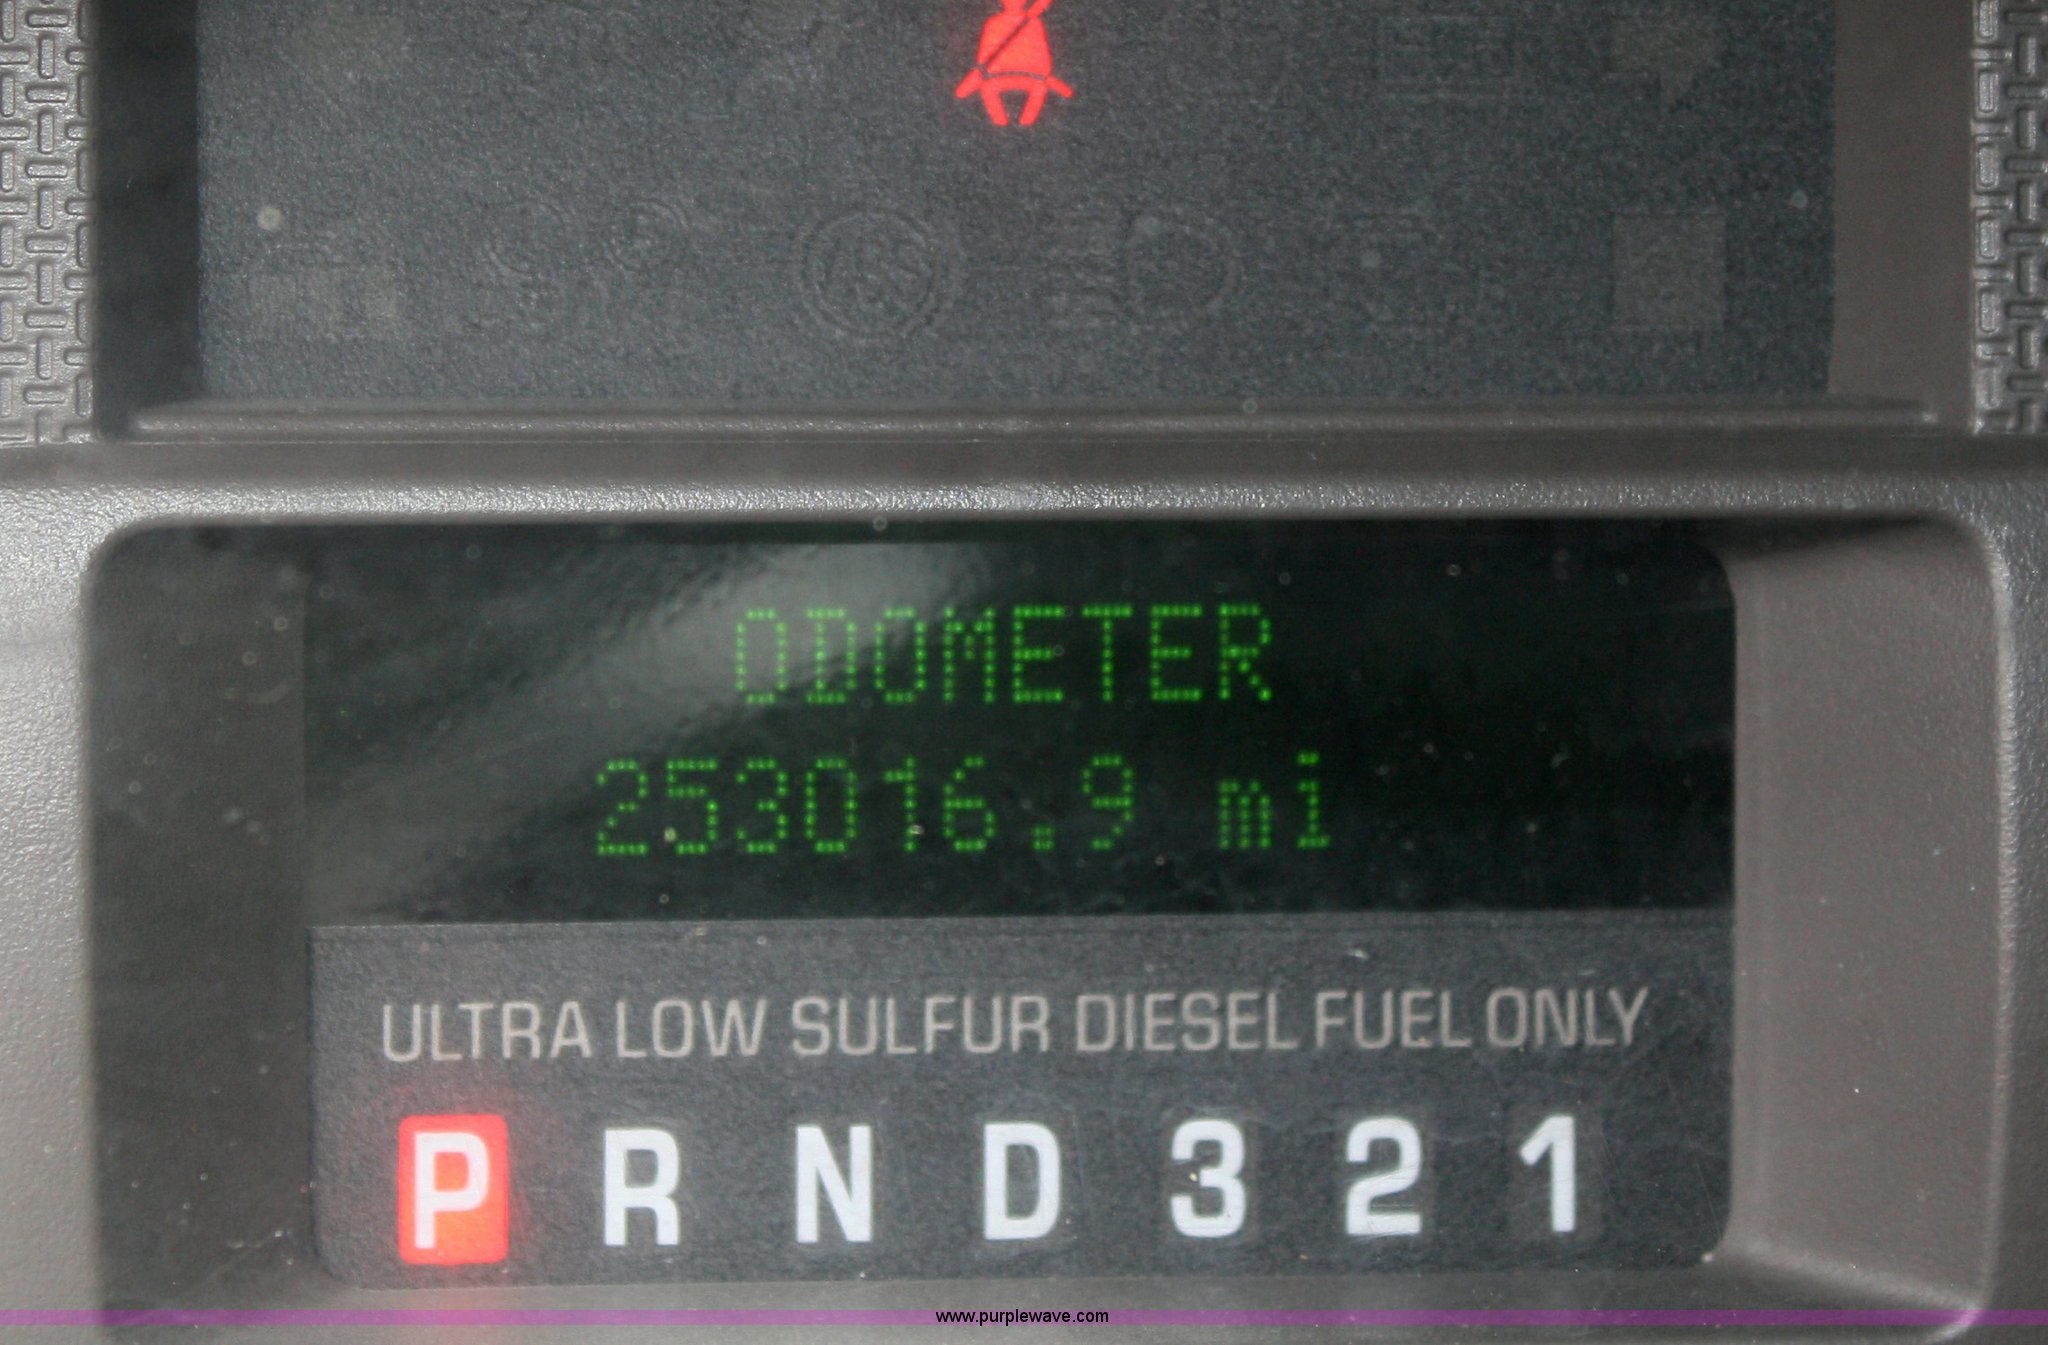 ODOMETER
253016.9 mi
ULTRA LOW SULFUR DIESEL FUEL ONLY
P R N D 3 2 1
www.purplewave.com